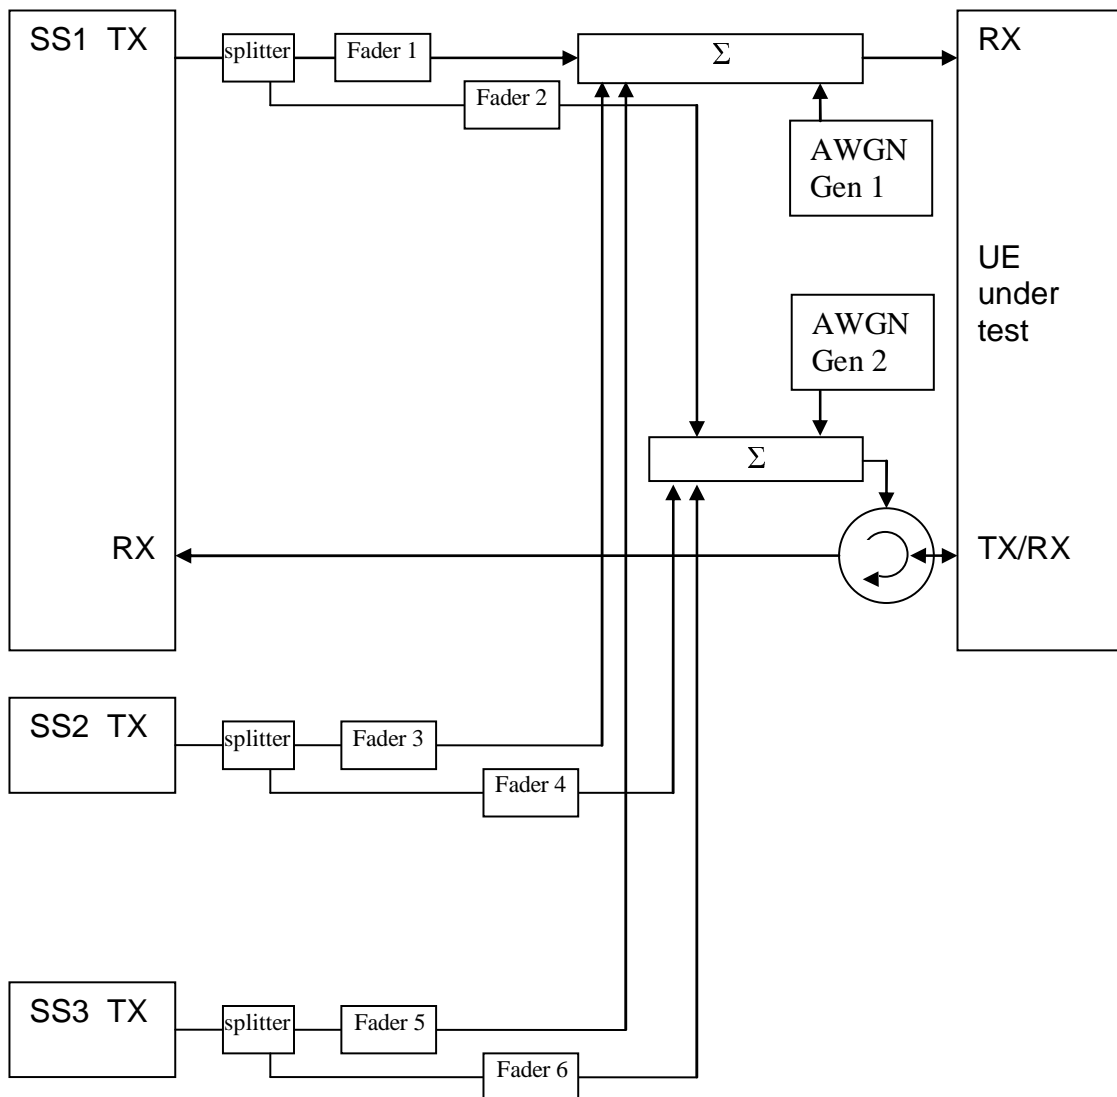 SS1 TX
splitter
Fader 1
Σ
RX
Fader 2
AWGN
Gen 1
UE
under
test
AWGN
Gen 2
Σ
RX
TX/RX
SS2 TX
splitter
Fader 3
Fader 4
SS3 TX
splitter
Fader 5
Fader 6